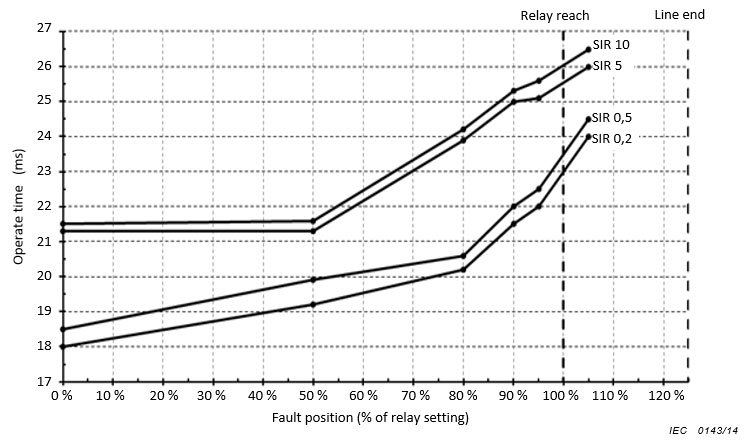 Relay reach
Line end
27
26
25
24
23
22
21
20
19
18
17
Operate time (ms)
SIR 10
SIR 5
SIR 0,5
SIR 0,2
0 % 10 % 20 % 30 % 40 % 50 % 60 % 70 % 80 % 90 % 100 % 110 % 120 %
Fault position (% of relay setting)
IEC 0143/14